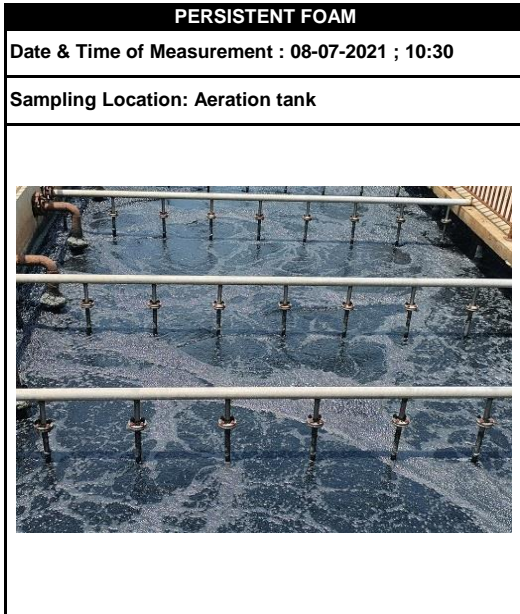 PERSISTENT FOAM
Date & Time of Measurement : 08-07-2021 ; 10:30
Sampling Location: Aeration tank